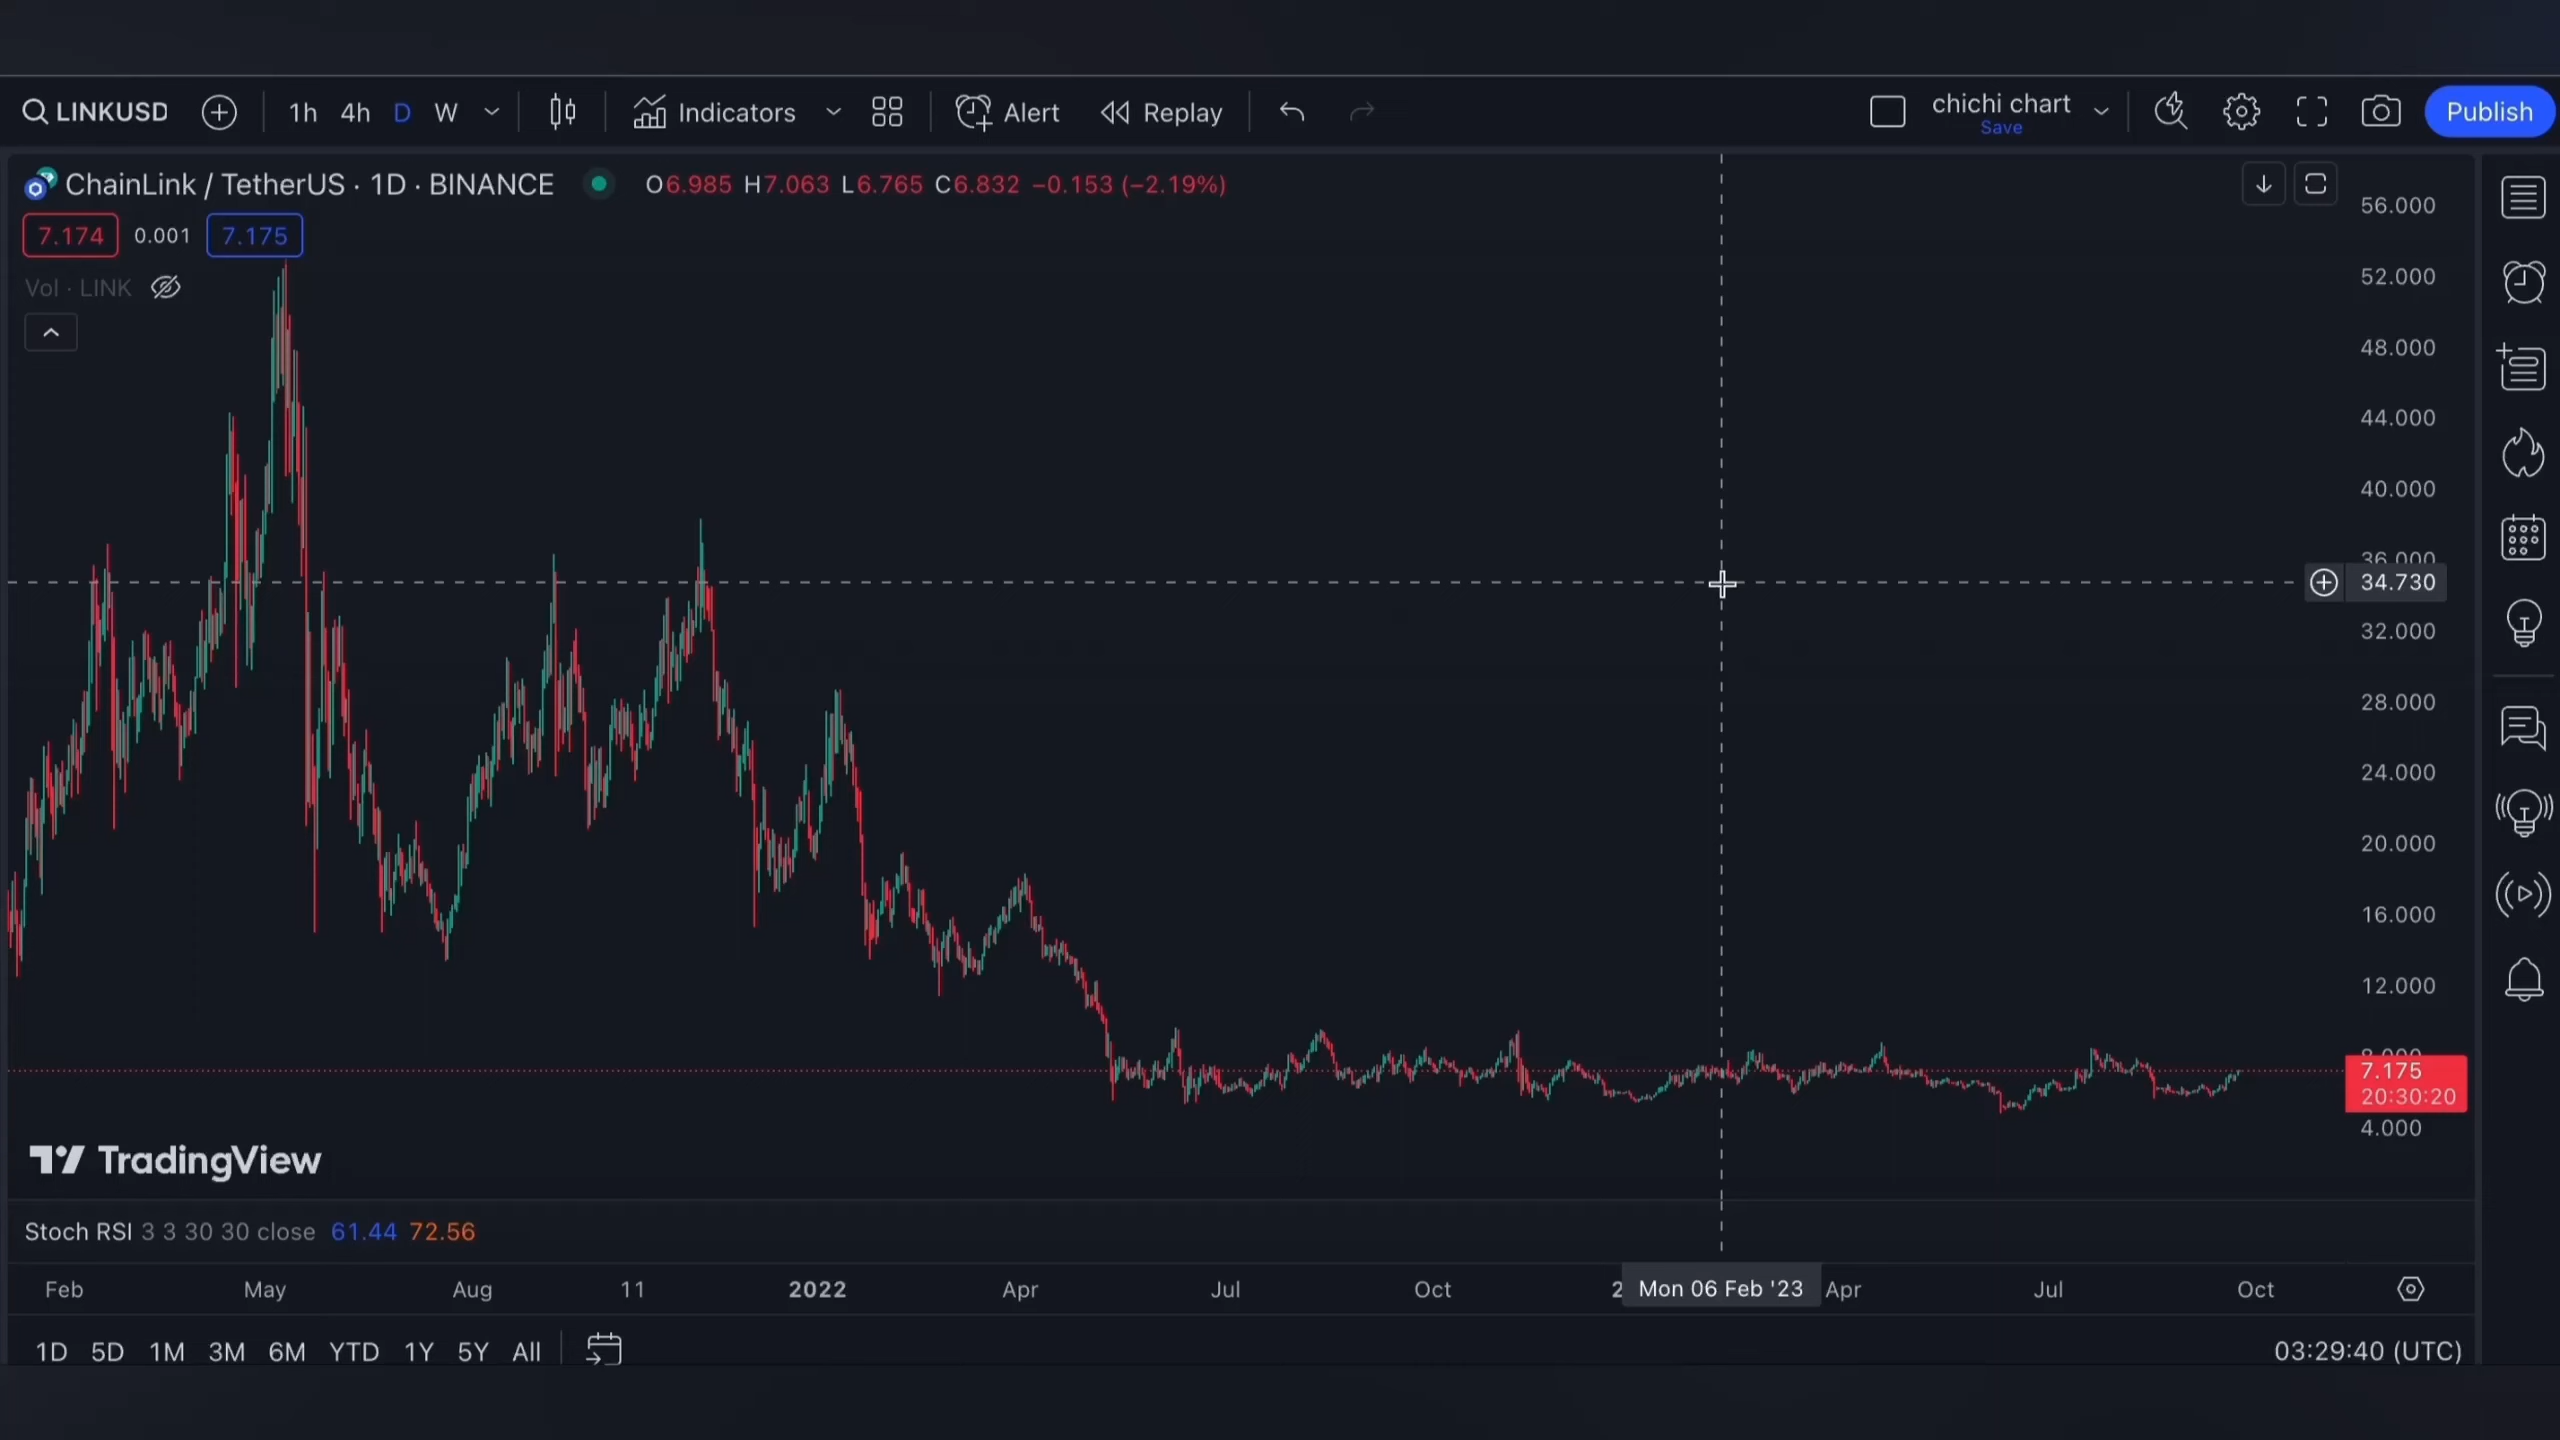 LINKUSD 1h 4h D W Indicators Alert Replay chichi chart Publish
Save
ChainLink / TetherUS · 1D · BINANCE O6.985 H7.063 L6.765 C6.832 −0.153 (−2.19%)
7.174 0.001 7.175
Vol · LINK
56.000
52.000
48.000
44.000
40.000
36.000
34.730
32.000
28.000
24.000
20.000
16.000
12.000
8.000
7.175
20:30:20
4.000
TradingView
Stoch RSI 3 3 30 30 close 61.44 72.56
Feb May Aug 11 2022 Apr Jul Oct 2 Mon 06 Feb '23 Apr Jul Oct
1D 5D 1M 3M 6M YTD 1Y 5Y All 03:29:40 (UTC)